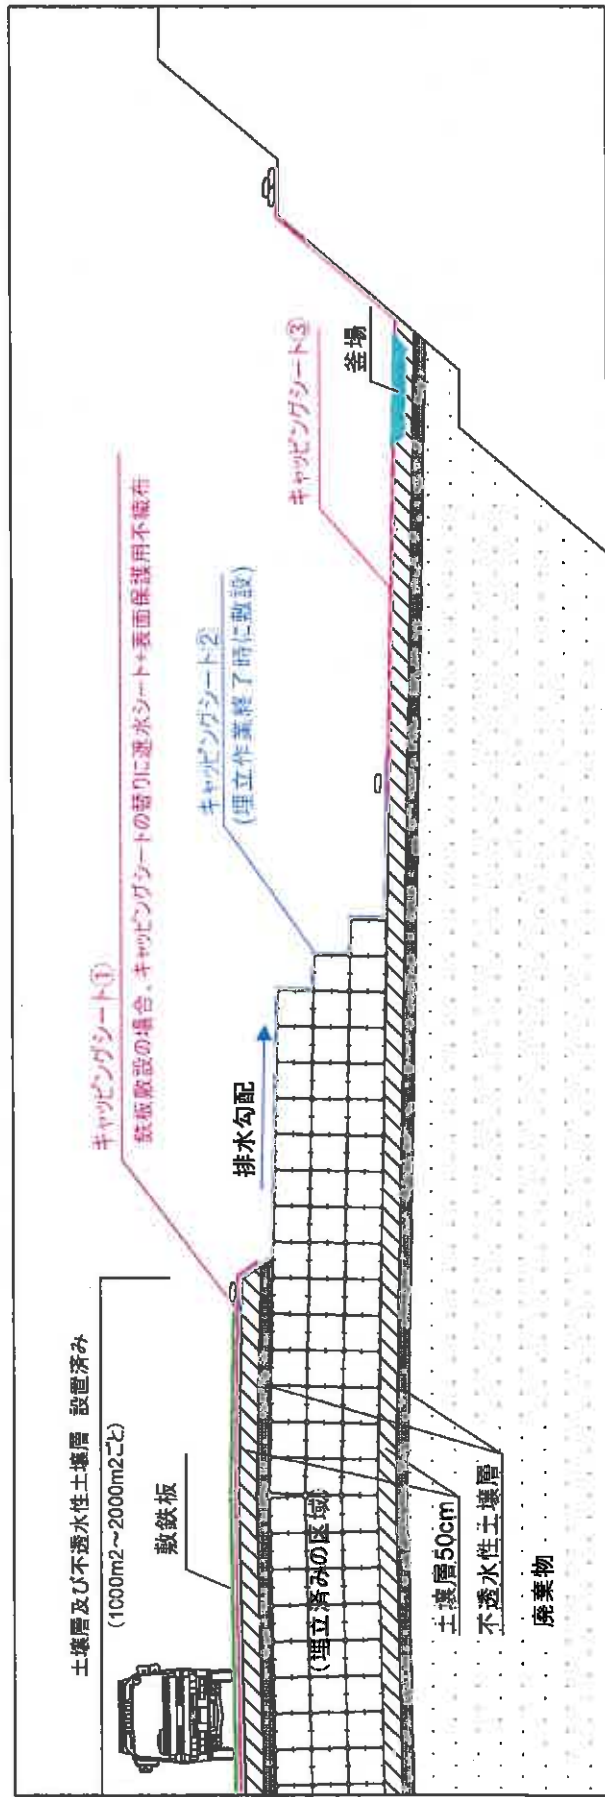 土壌層及び不透水性土壌層 設置済み
(1000m2～2000m2ごと)
敷鉄板
キャッピングシート①
鉄板敷設の場合、キャッピングシートの替りに遮水シート+表面保護用不織布
排水勾配
キャッピングシート②
(埋立作業終了時に敷設)
キャッピングシート③
釜場
(埋立済みの区域)
土壌層50cm
不透水性土壌層
廃棄物